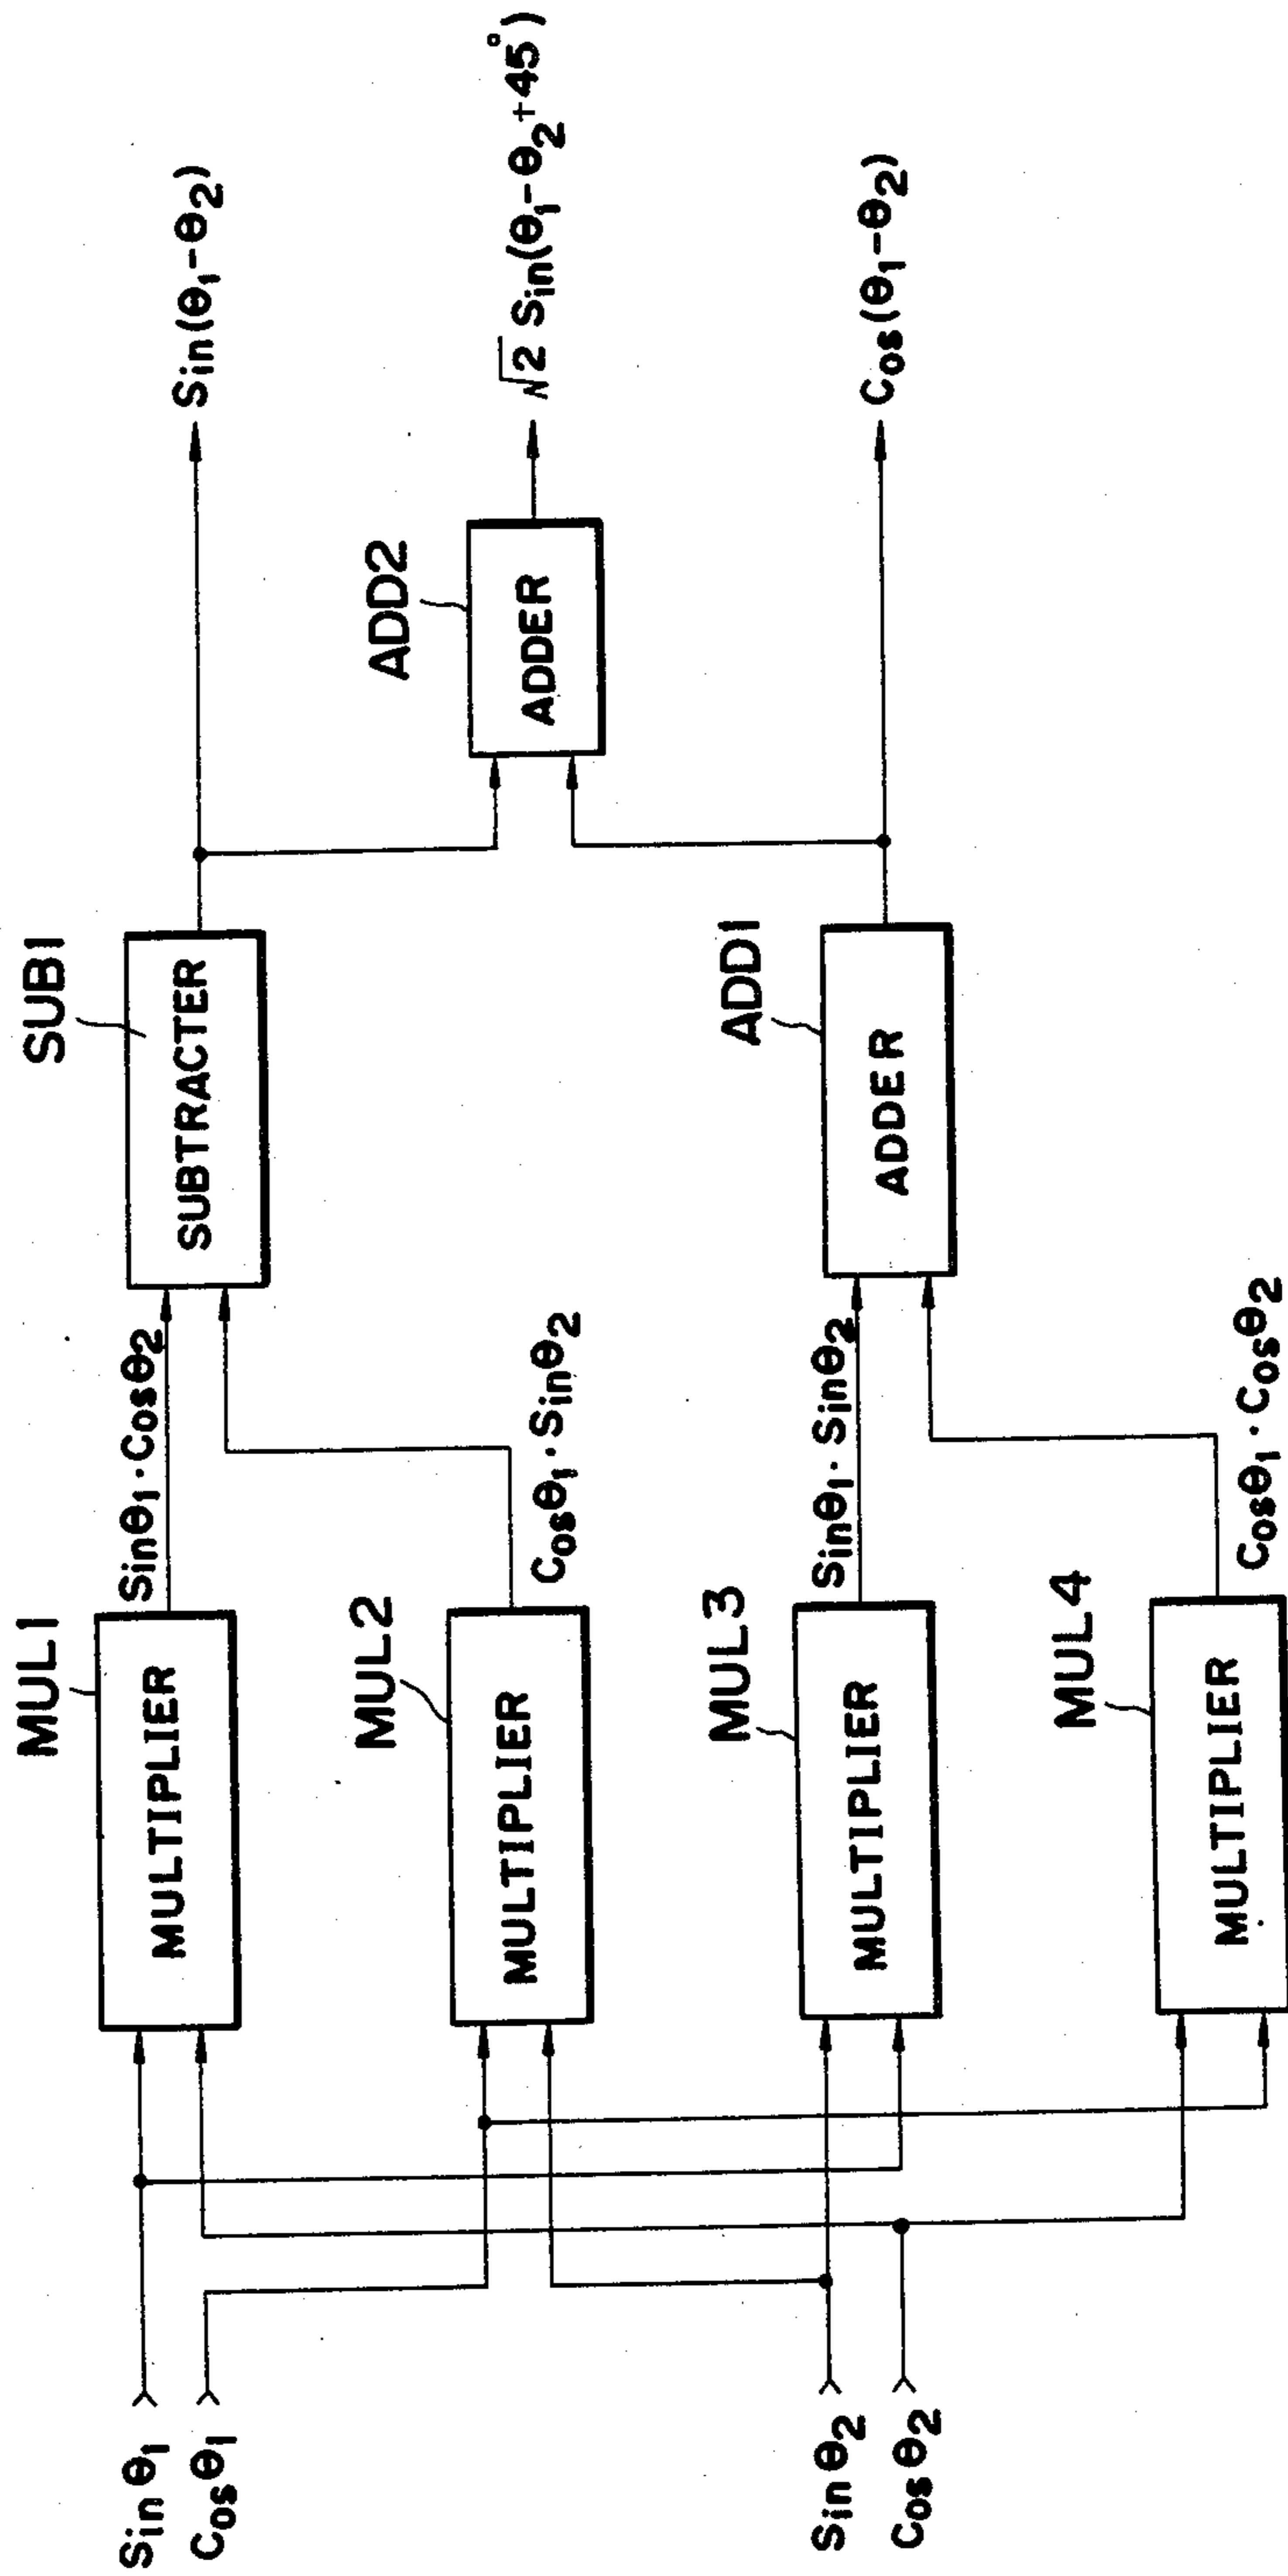 Sinθ1
Cosθ1
Sinθ2
Cosθ2
MUL1
MULTIPLIER
MUL2
MULTIPLIER
MUL3
MULTIPLIER
MUL4
MULTIPLIER
Sinθ1·Cosθ2
Cosθ1·Sinθ2
Sinθ1·Sinθ2
Cosθ1·Cosθ2
SUB1
SUBTRACTER
ADD1
ADDER
ADD2
ADDER
Sin(θ1-θ2)
√2 Sin(θ1-θ2+45°)
Cos(θ1-θ2)